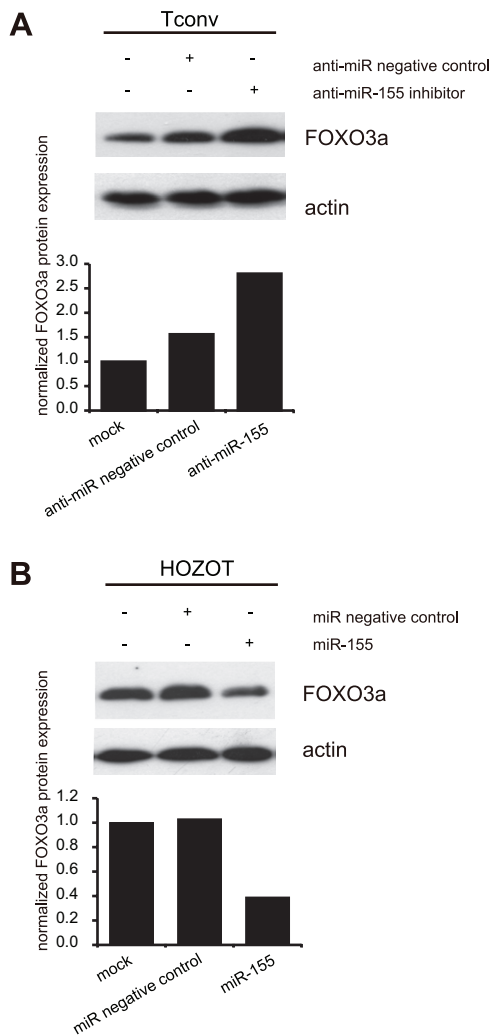 A
Tconv
- + - anti-miR negative control
- - + anti-miR-155 inhibitor
FOXO3a
actin
normalized FOXO3a protein expression
3.0
2.5
2.0
1.5
1.0
0.5
0.0
mock
anti-miR negative control
anti-miR-155
B
HOZOT
- + - miR negative control
- - + miR-155
FOXO3a
actin
normalized FOXO3a protein expression
1.2
1.0
0.8
0.6
0.4
0.2
0.0
mock
miR negative control
miR-155